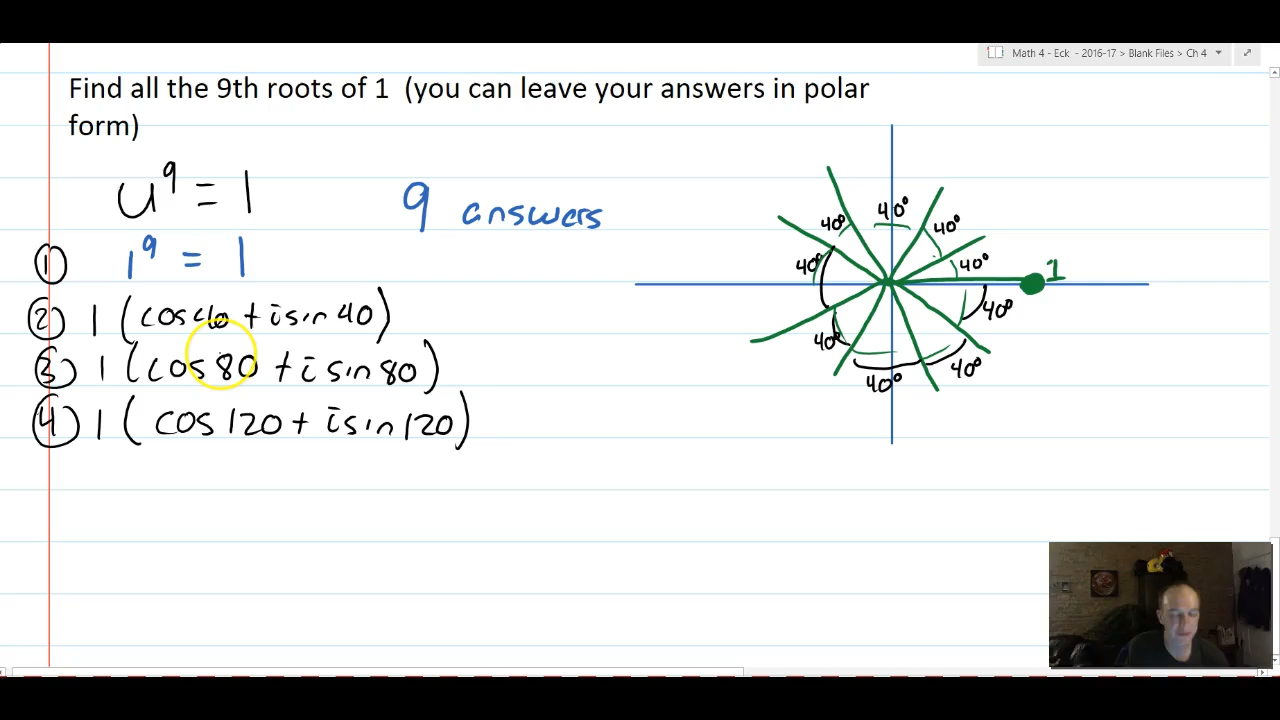 Math 4 - Eck - 2016-17 > Blank Files > Ch 4
Find all the 9th roots of 1 (you can leave your answers in polar
form)
u⁹ = 1
9 answers
① 1⁹ = 1
② 1 (cos 40 + i sin 40)
③ 1 (cos 80 + i sin 80)
④ 1 (cos 120 + i sin 120)
40°
40°
40°
40°
40°
1
40°
40°
40°
40°